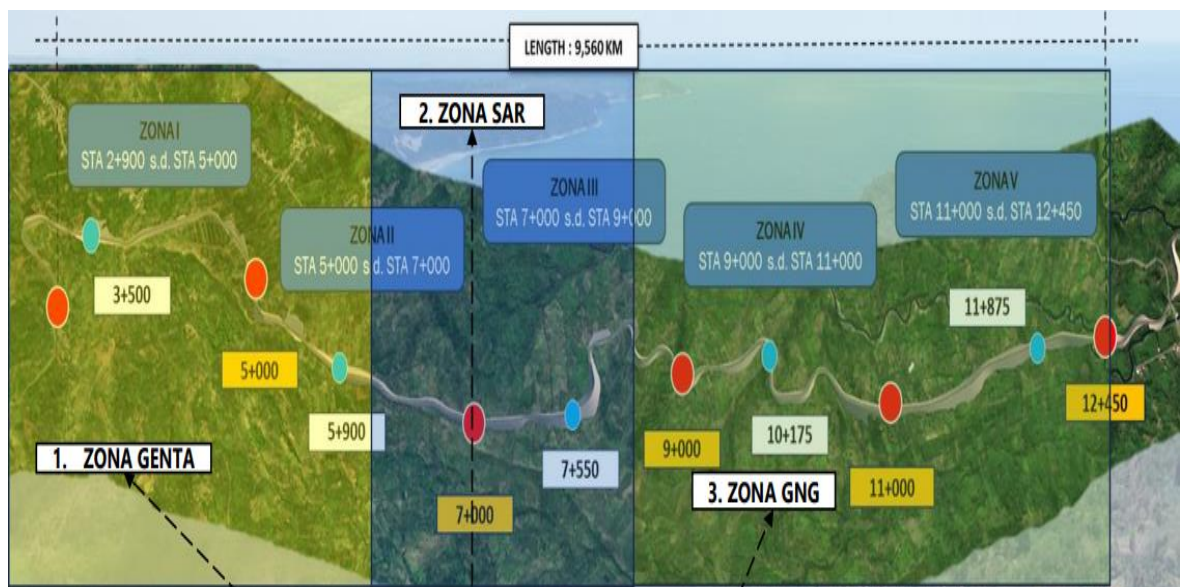 LENGTH : 9,560 KM
2. ZONA SAR
ZONA I
STA 2+900 s.d. STA 5+000
ZONA II
STA 5+000 s.d. STA 7+000
ZONA III
STA 7+000 s.d. STA 9+000
ZONA IV
STA 9+000 s.d. STA 11+000
ZONA V
STA 11+000 s.d. STA 12+450
3+500
5+000
5+900
7+000
7+550
9+000
10+175
11+000
11+875
12+450
1. ZONA GENTA
3. ZONA GNG